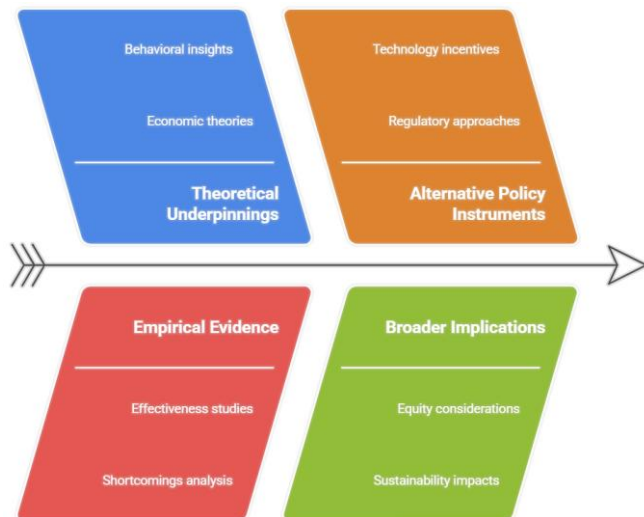 Behavioral insights
Economic theories
Theoretical
Underpinnings
Technology incentives
Regulatory approaches
Alternative Policy
Instruments
Empirical Evidence
Effectiveness studies
Shortcomings analysis
Broader Implications
Equity considerations
Sustainability impacts